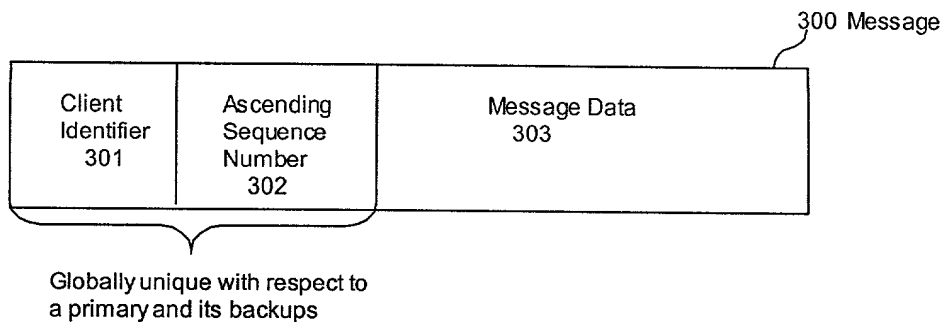 300 Message
Client
Identifier
301
Ascending
Sequence
Number
302
Message Data
303
Globally unique with respect to
a primary and its backups